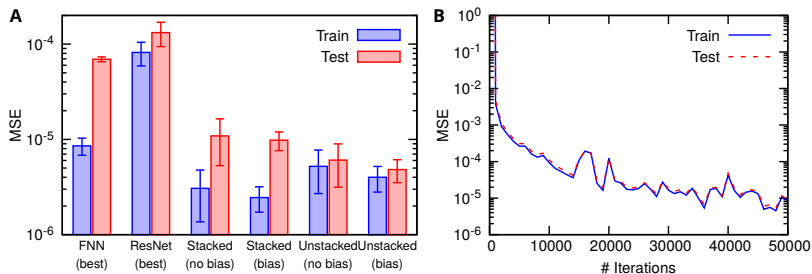 A
Train
Test
MSE
10⁻⁴
10⁻⁵
10⁻⁶
FNN (best)
ResNet (best)
Stacked (no bias)
Stacked (bias)
Unstacked (no bias)
Unstacked (bias)
B
Train
Test
MSE
10⁰
10⁻¹
10⁻²
10⁻³
10⁻⁴
10⁻⁵
10⁻⁶
0 10000 20000 30000 40000 50000
# Iterations